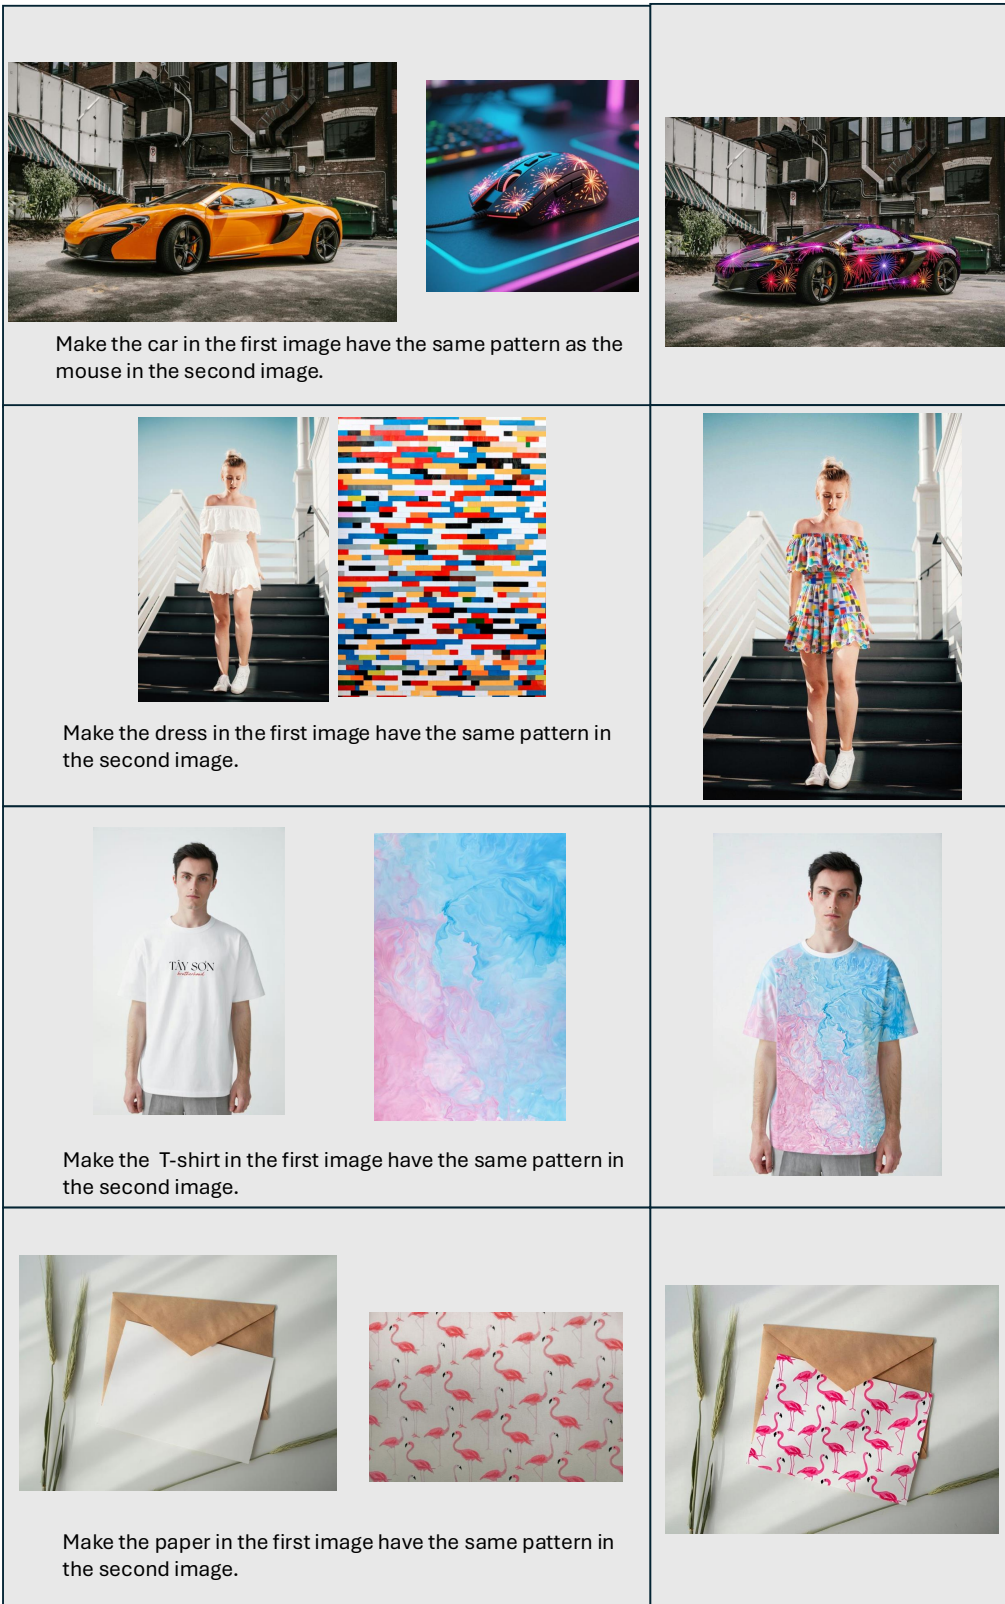 Make the car in the first image have the same pattern as the
mouse in the second image.
Make the dress in the first image have the same pattern in
the second image.
TÂY SƠN
brotherhood
Make the  T-shirt in the first image have the same pattern in
the second image.
Make the paper in the first image have the same pattern in
the second image.